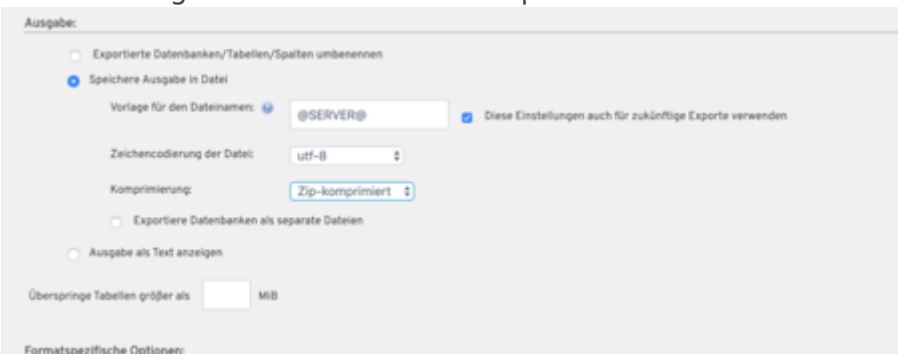 Ausgabe:
Exportierte Datenbanken/Tabellen/Spalten umbenennen
Speichere Ausgabe in Datei
Vorlage für den Dateinamen: @SERVER@ Diese Einstellungen auch für zukünftige Exporte verwenden
Zeichencodierung der Datei: utf-8
Komprimierung: Zip-komprimiert
Exportiere Datenbanken als separate Dateien
Ausgabe als Text anzeigen
Überspringe Tabellen größer als MiB
Formatspezifische Optionen: